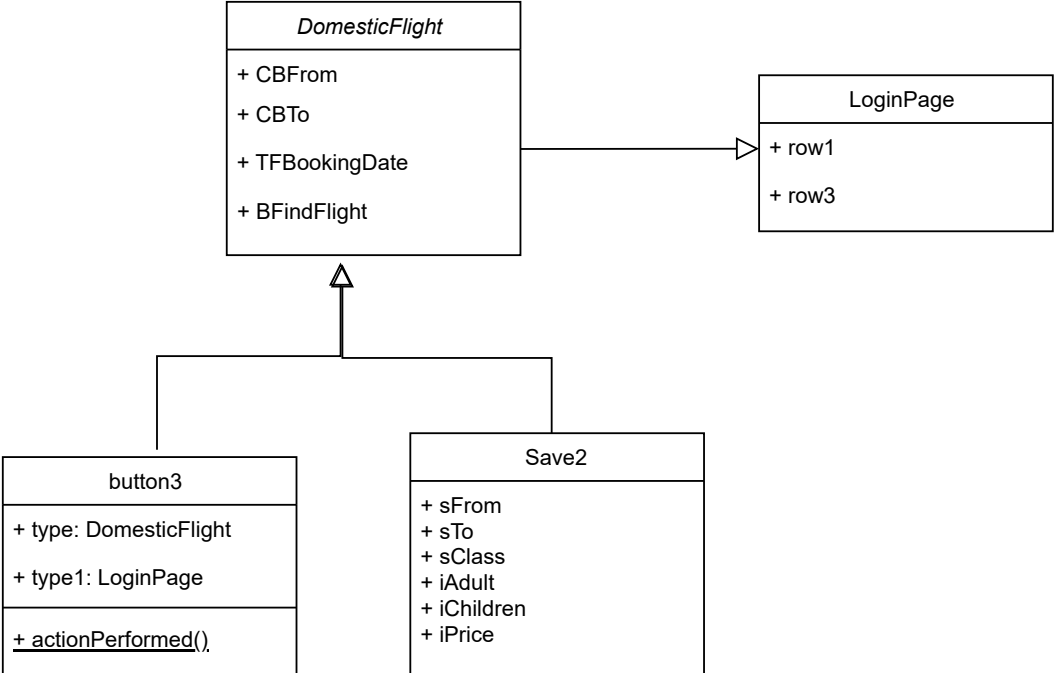 DomesticFlight
+ CBFrom
+ CBTo
+ TFBookingDate
+ BFindFlight
LoginPage
+ row1
+ row3
button3
+ type: DomesticFlight
+ type1: LoginPage
+ actionPerformed()
Save2
+ sFrom
+ sTo
+ sClass
+ iAdult
+ iChildren
+ iPrice